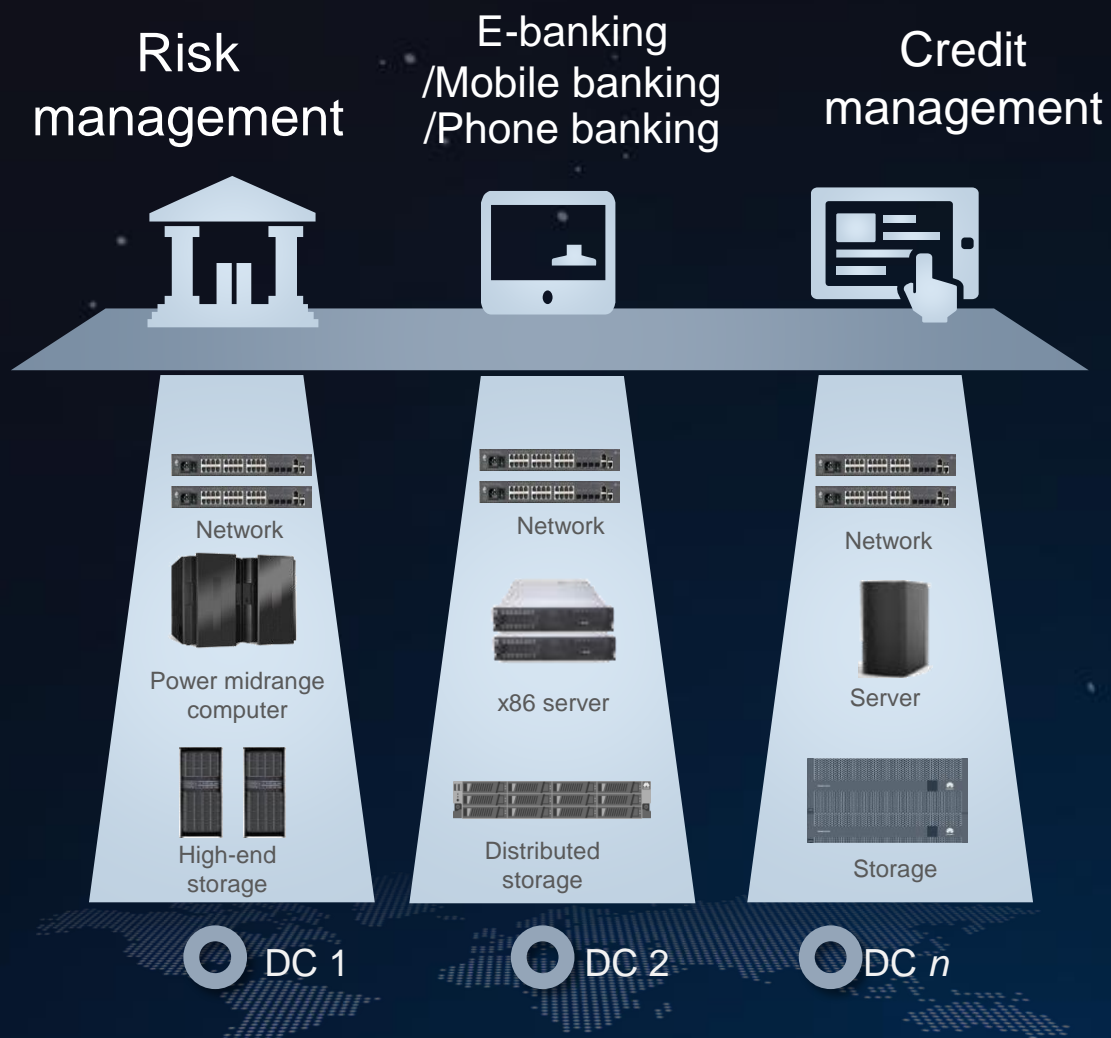 Risk
management
E-banking
/Mobile banking
/Phone banking
Credit
management
Network
Power midrange
computer
High-end
storage
DC 1
Network
x86 server
Distributed
storage
DC 2
Network
Server
Storage
DC n